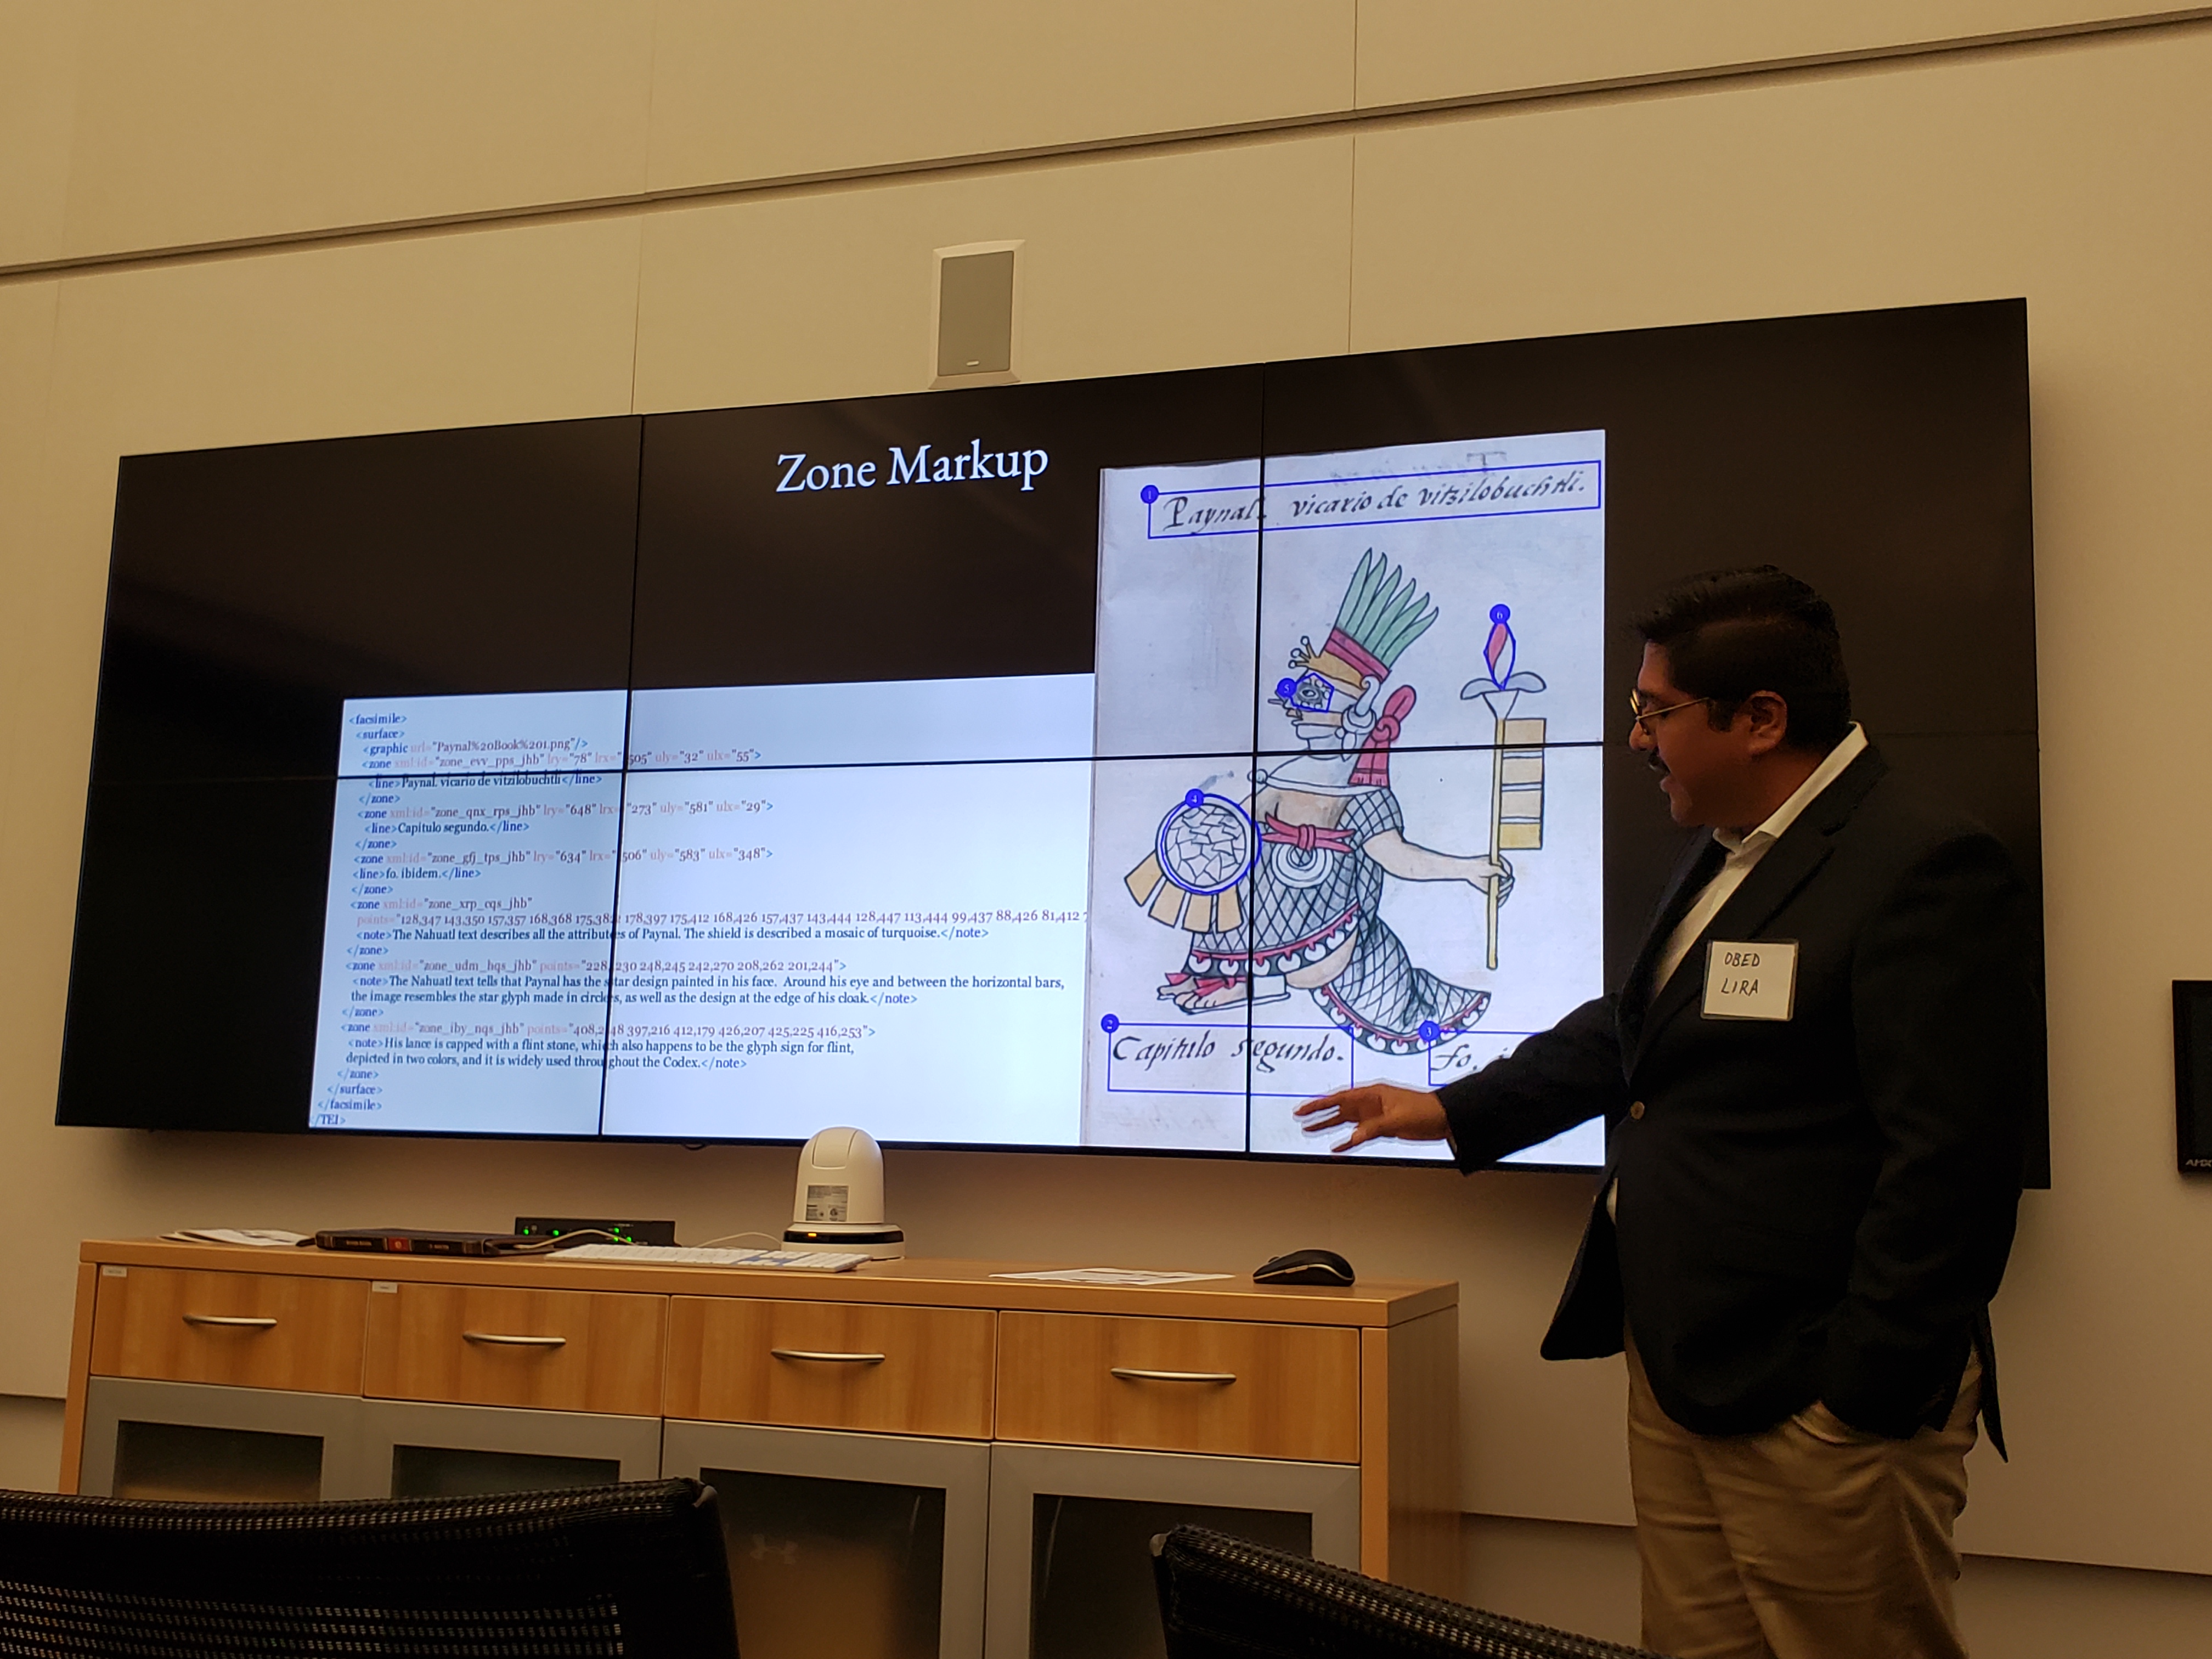 Zone Markup
<facsimile>
<surface>
<graphic url="Paynal%20Book%201.png"/>
<zone xml:id="zone_evv_pps_jhb" lry="78" lrx="505" uly="32" ulx="55">
<line>Paynal. vicario de vitzilobuchtli</line>
</zone>
<zone xml:id="zone_qnx_rps_jhb" lry="648" lrx="273" uly="581" ulx="29">
<line>Capitulo segundo.</line>
</zone>
<zone xml:id="zone_gfj_tps_jhb" lry="634" lrx="506" uly="583" ulx="348">
<line>fo. ibidem.</line>
</zone>
<zone xml:id="zone_xrp_cqs_jhb"
points="128,347 143,350 157,357 168,368 175,382 178,397 175,412 168,426 157,437 143,444 128,447 113,444 99,437 88,426 81,412
<note>The Nahuatl text describes all the attributes of Paynal. The shield is described a mosaic of turquoise.</note>
</zone>
<zone xml:id="zone_udm_hqs_jhb" points="228,230 248,245 242,270 208,262 201,244">
<note>The Nahuatl text tells that Paynal has the star design painted in his face. Around his eye and between the horizontal bars,
the image resembles the star glyph made in circles, as well as the design at the edge of his cloak.</note>
</zone>
<zone xml:id="zone_iby_nqs_jhb" points="408,248 397,216 412,179 426,207 425,225 416,253">
<note>His lance is capped with a flint stone, which also happens to be the glyph sign for flint,
depicted in two colors, and it is widely used throughout the Codex.</note>
</zone>
</surface>
</facsimile>
</TEI>
1
Paynal. vicario de vitzilobuchtli.
6
5
4
2
Capitulo segundo.
3
fo.
OBED
LIRA